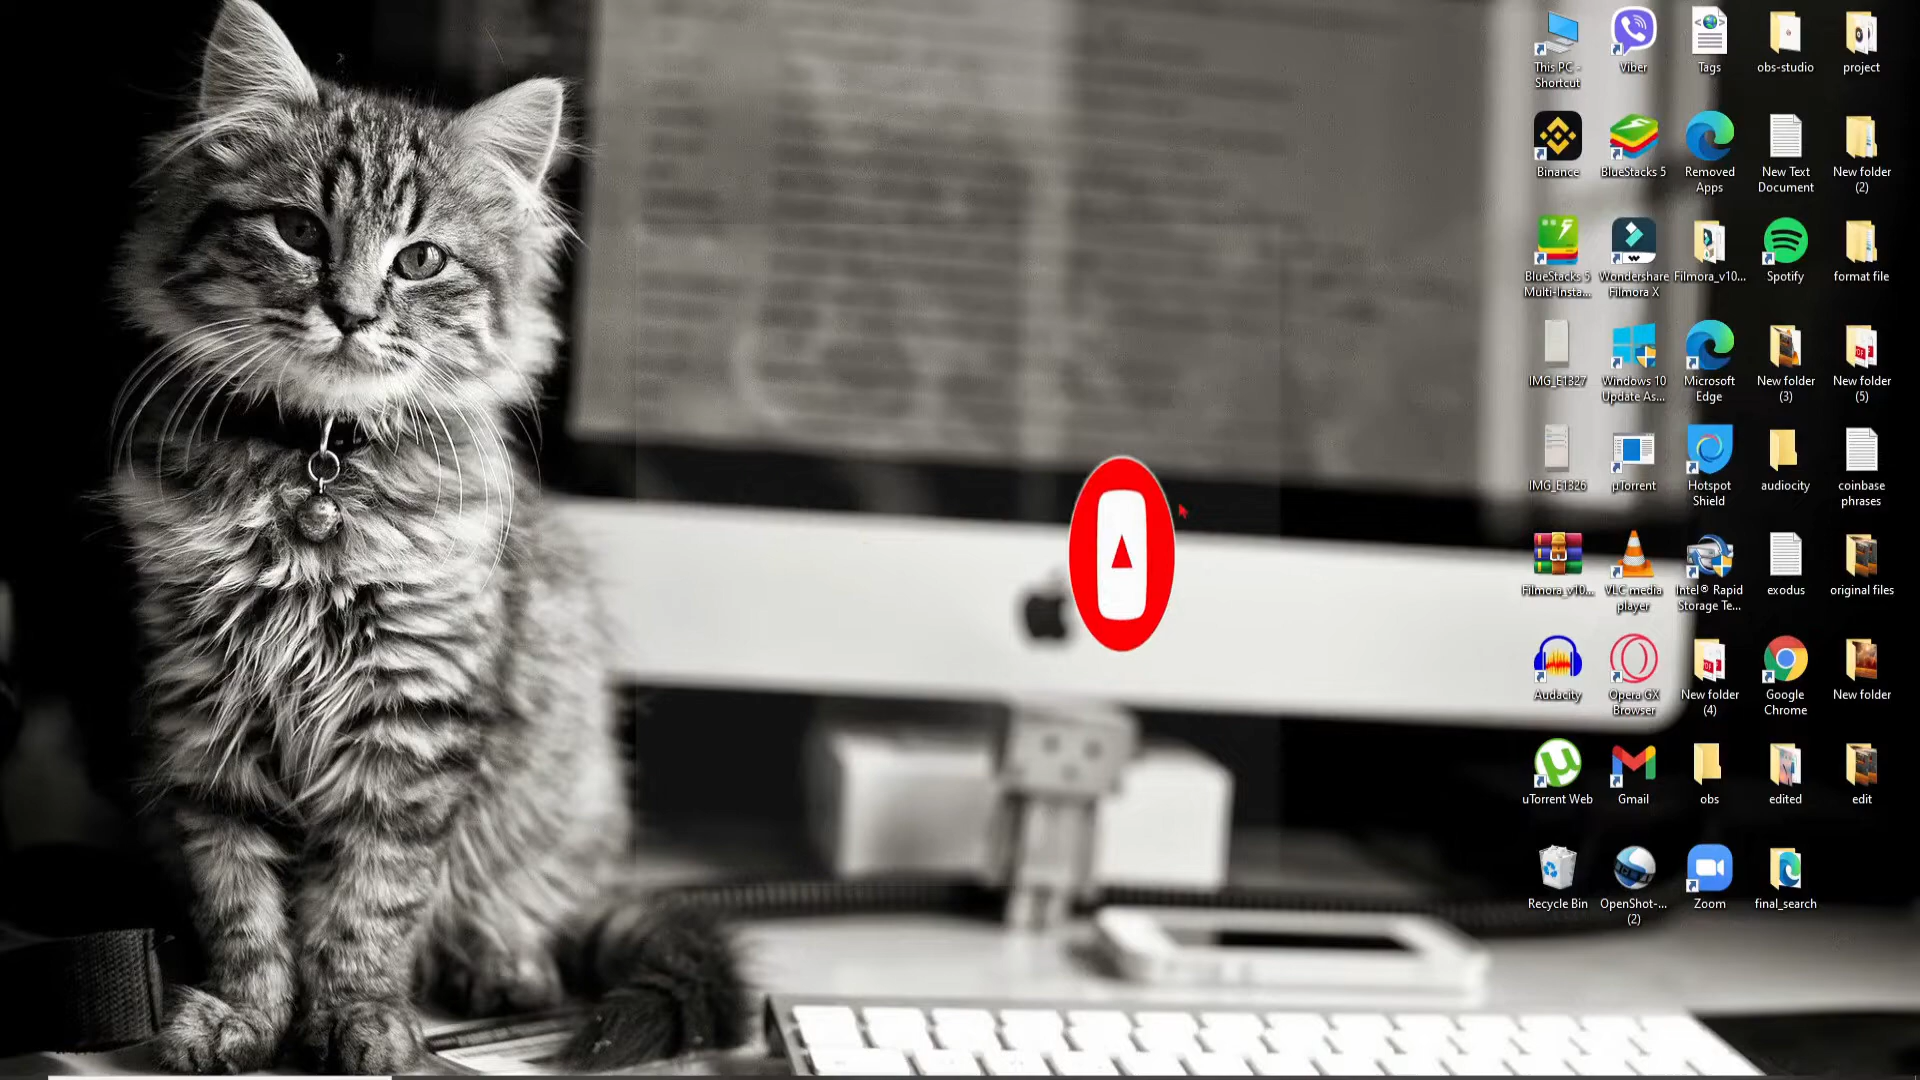 This PC -
Shortcut
Viber
Tags
obs-studio
project
Binance
BlueStacks 5
Removed
Apps
New Text
Document
New folder
(2)
BlueStacks 5
Multi-Insta...
Wondershare
Filmora X
Filmora_v10...
Spotify
format file
IMG_E1327
Windows 10
Update As...
Microsoft
Edge
New folder
(3)
New folder
(5)
IMG_E1326
µTorrent
Hotspot
Shield
audiocity
coinbase
phrases
Filmora_v10...
VLC media
player
Intel® Rapid
Storage Te...
exodus
original files
Audacity
Opera GX
Browser
New folder
(4)
Google
Chrome
New folder
uTorrent Web
Gmail
obs
edited
edit
Recycle Bin
OpenShot-...
(2)
Zoom
final_search